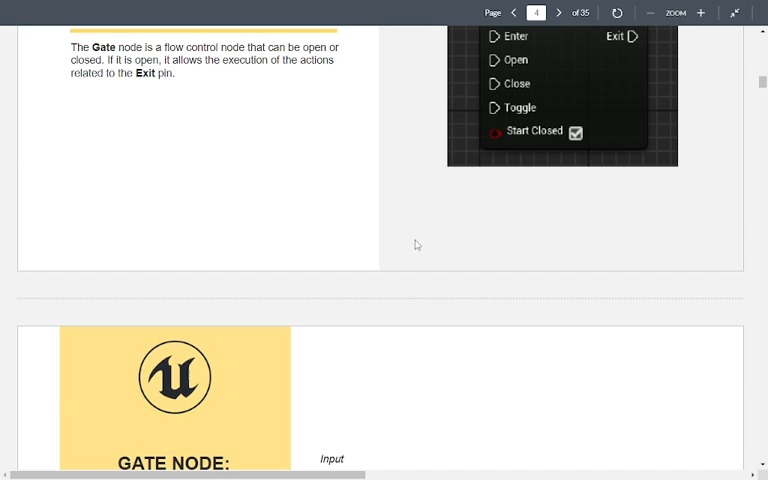 Page 4 of 35 ZOOM
The Gate node is a flow control node that can be open or
closed. If it is open, it allows the execution of the actions
related to the Exit pin.
Enter Exit
Open
Close
Toggle
Start Closed
GATE NODE:
Input